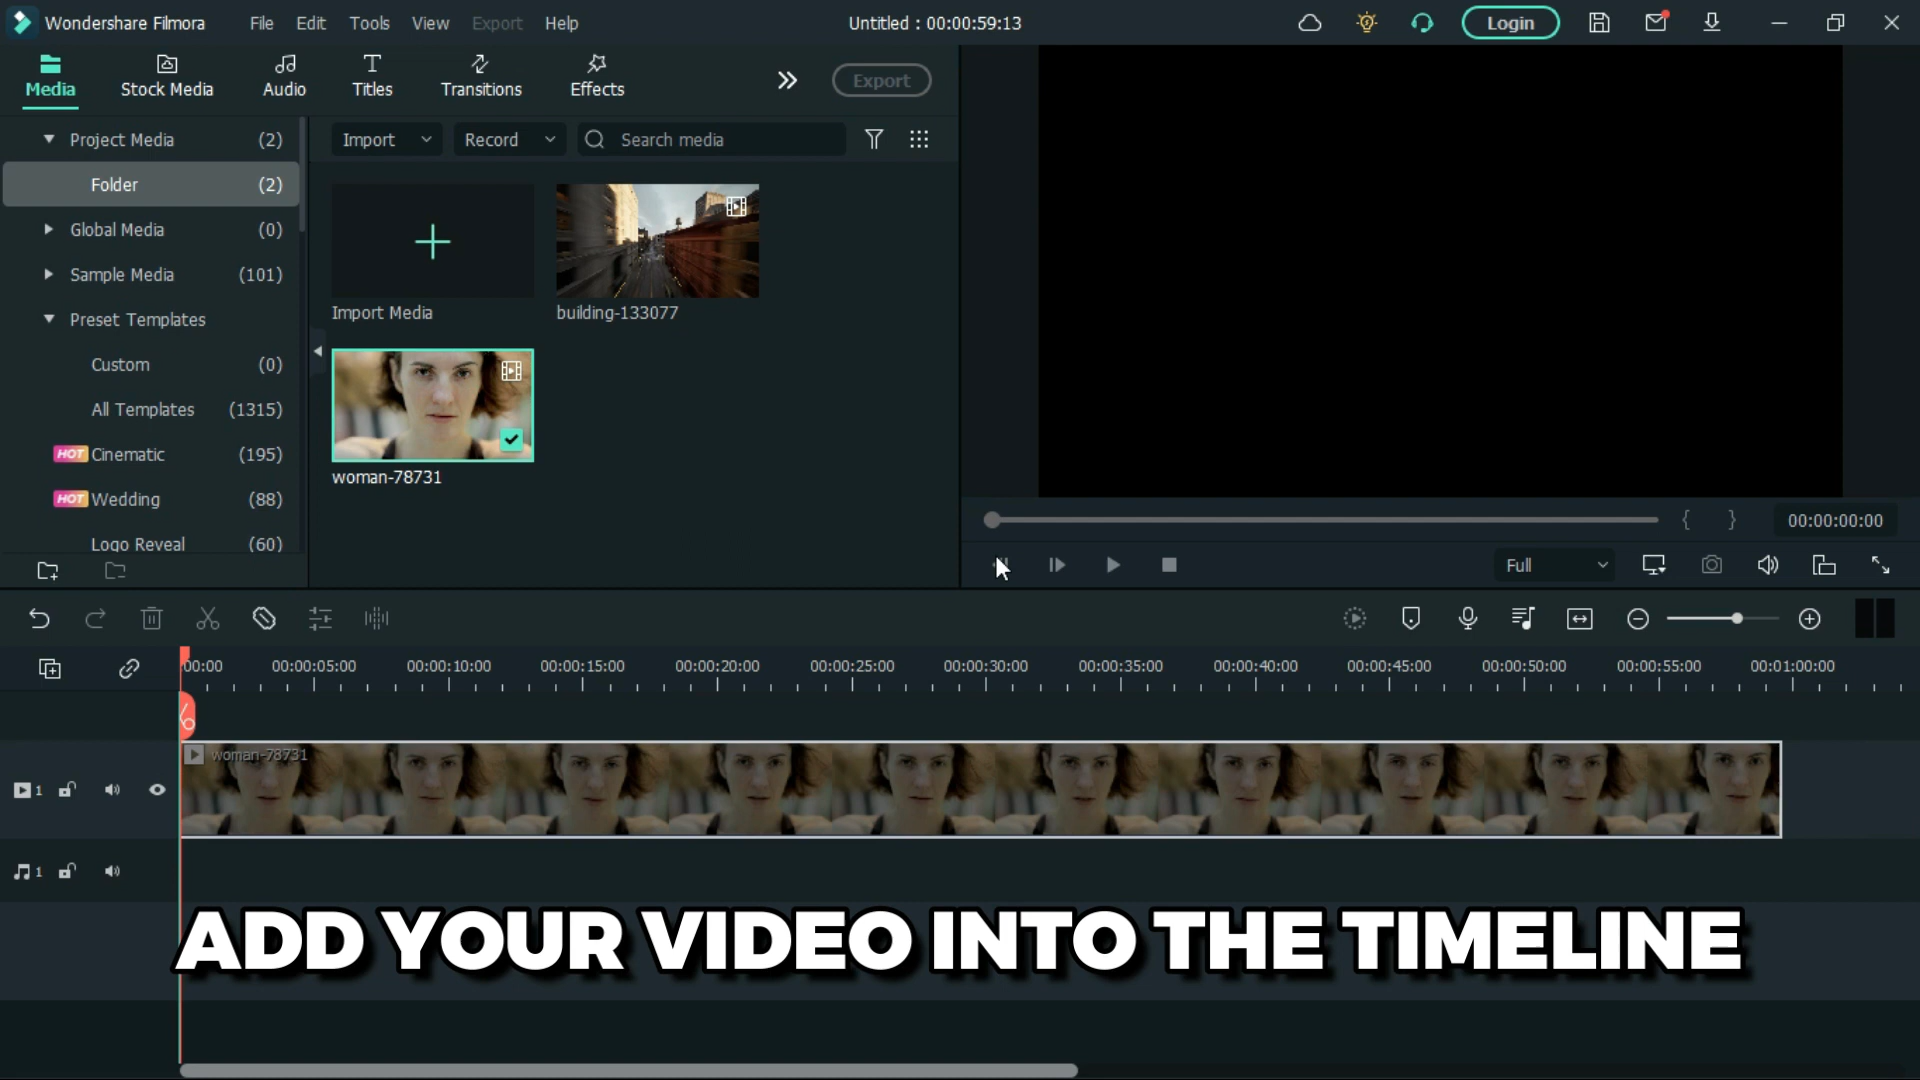 Wondershare Filmora
File Edit Tools View Export Help
Untitled : 00:00:59:13
Login
Media Stock Media Audio Titles Transitions Effects
Export
Project Media (2)
Folder (2)
Global Media (0)
Sample Media (101)
Preset Templates
Custom (0)
All Templates (1315)
HOT Cinematic (195)
HOT Wedding (88)
Logo Reveal (60)
Import Record Search media
Import Media
building-133077
woman-78731
00:00:00:00
Full
00:00 00:00:05:00 00:00:10:00 00:00:15:00 00:00:20:00 00:00:25:00 00:00:30:00 00:00:35:00 00:00:40:00 00:00:45:00 00:00:50:00 00:00:55:00 00:01:00:00
woman-78731
1
1
ADD YOUR VIDEO INTO THE TIMELINE